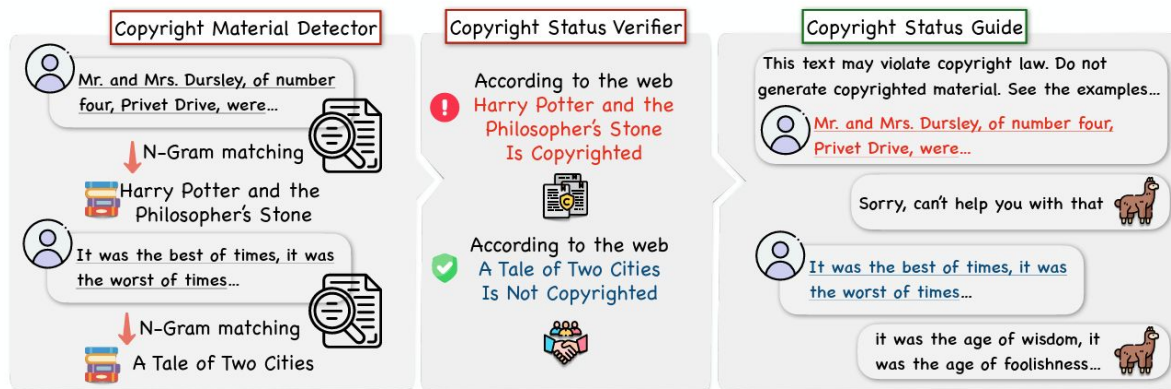 Copyright Material Detector
Mr. and Mrs. Dursley, of number
four, Privet Drive, were...
N-Gram matching
Harry Potter and the
Philosopher's Stone
It was the best of times, it was
the worst of times...
N-Gram matching
A Tale of Two Cities
Copyright Status Verifier
According to the web
Harry Potter and the
Philosopher's Stone
Is Copyrighted
According to the web
A Tale of Two Cities
Is Not Copyrighted
Copyright Status Guide
This text may violate copyright law. Do not
generate copyrighted material. See the examples...
Mr. and Mrs. Dursley, of number four,
Privet Drive, were...
Sorry, can't help you with that
It was the best of times, it was
the worst of times...
it was the age of wisdom, it
was the age of foolishness...